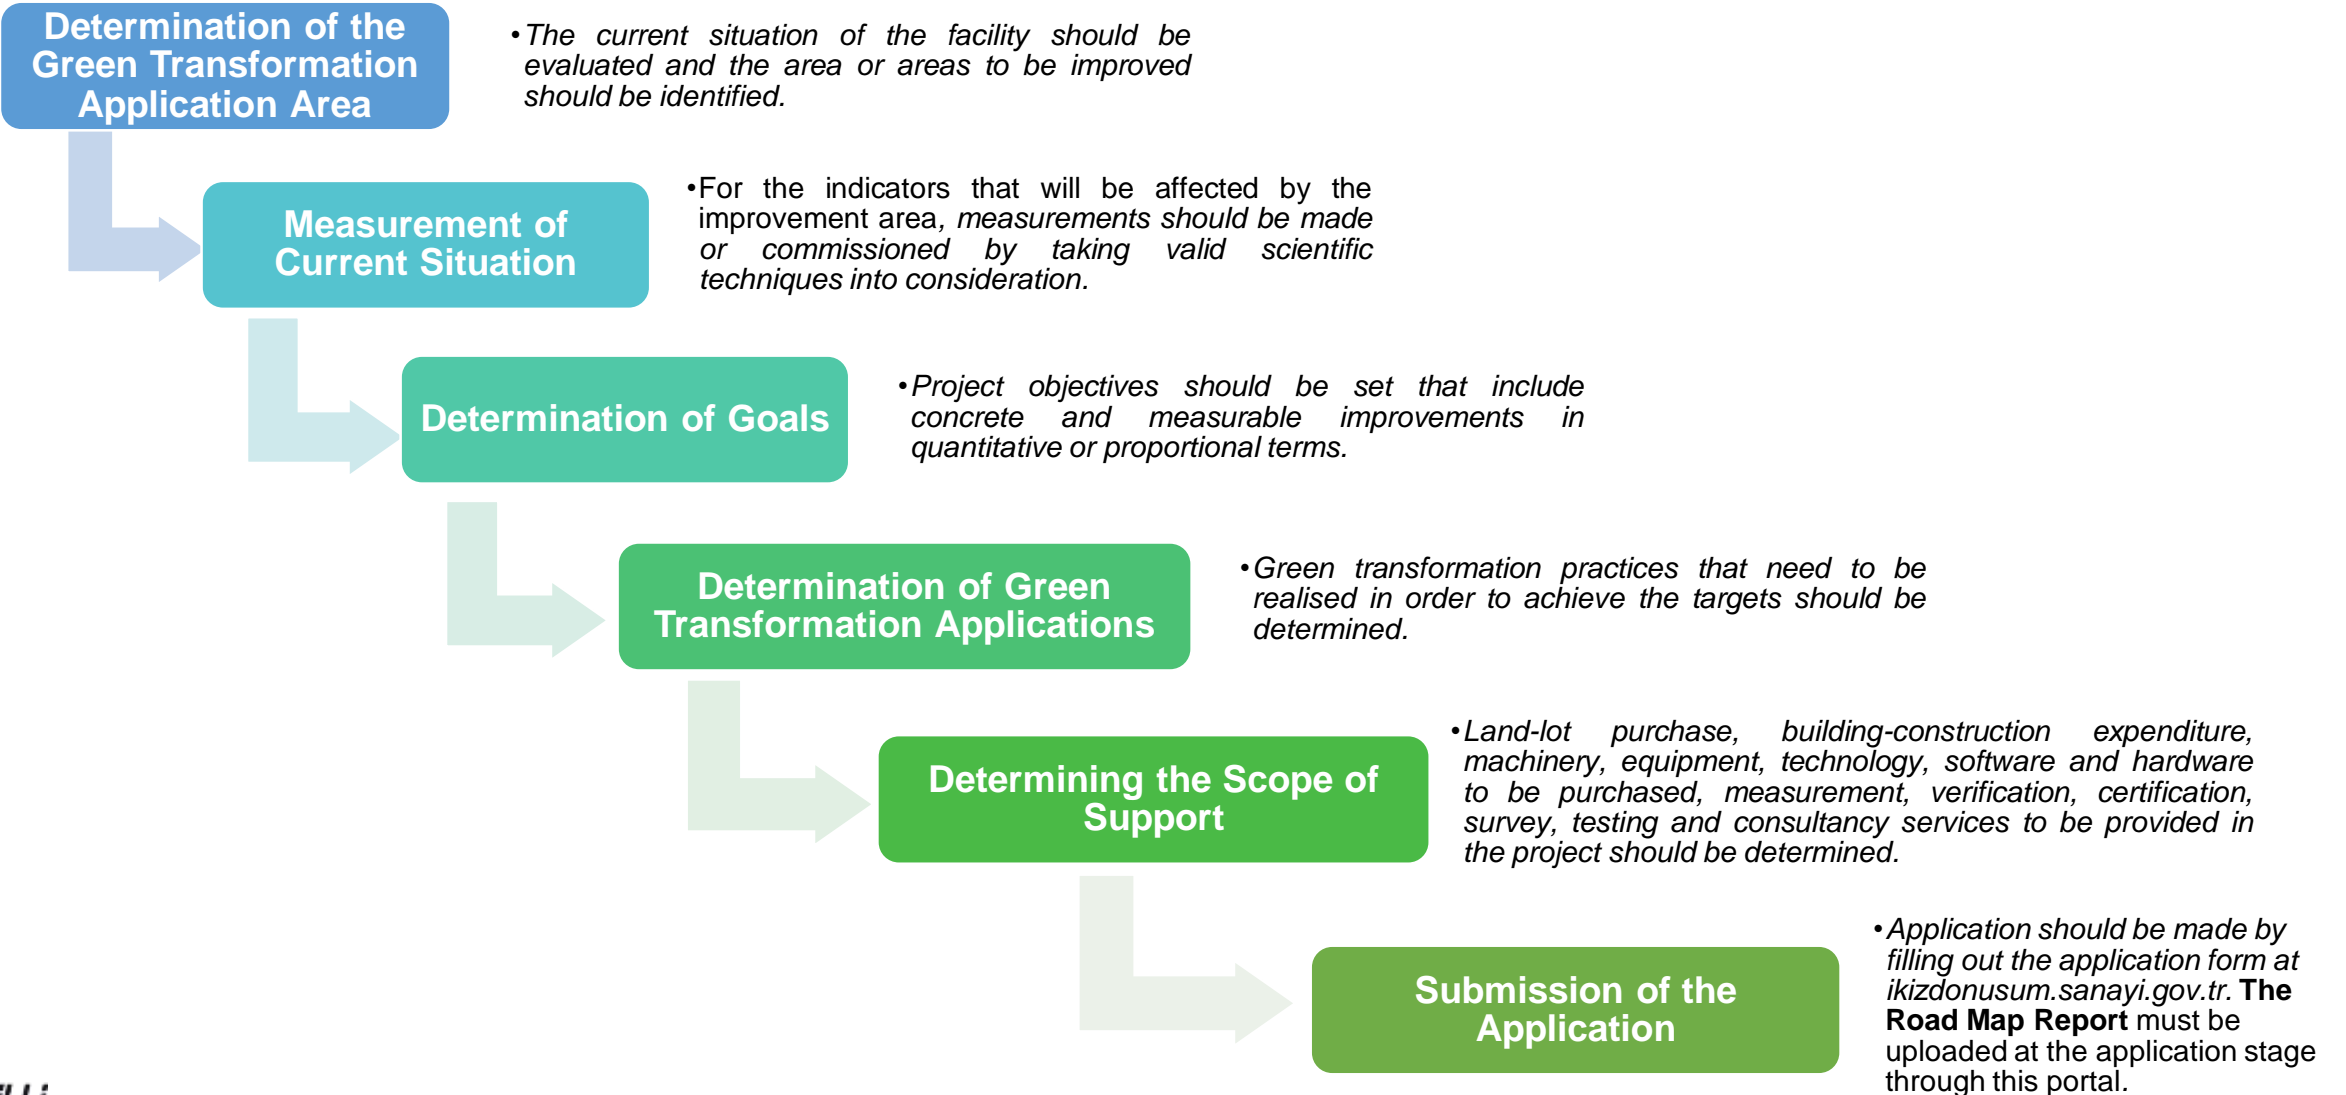 Determination of the
Green Transformation
Application Area
•The current situation of the facility should be
evaluated and the area or areas to be improved
should be identified.
Measurement of
Current Situation
•For the indicators that will be affected by the
improvement area, measurements should be made
or commissioned by taking valid scientific
techniques into consideration.
Determination of Goals
•Project objectives should be set that include
concrete and measurable improvements in
quantitative or proportional terms.
Determination of Green
Transformation Applications
•Green transformation practices that need to be
realised in order to achieve the targets should be
determined.
Determining the Scope of
Support
•Land-lot purchase, building-construction expenditure,
machinery, equipment, technology, software and hardware
to be purchased, measurement, verification, certification,
survey, testing and consultancy services to be provided in
the project should be determined.
Submission of the
Application
•Application should be made by
filling out the application form at
ikizdonusum.sanayi.gov.tr. The
Road Map Report must be
uploaded at the application stage
through this portal.